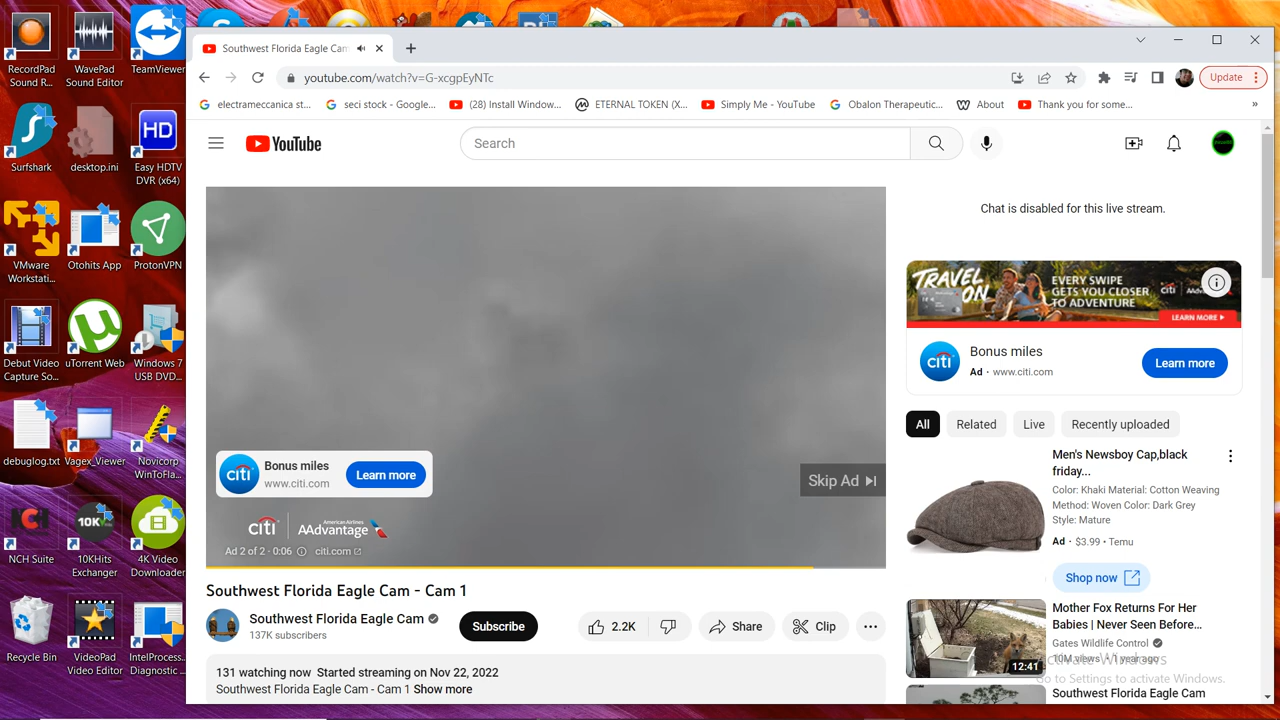 RecordPad
Sound R...
WavePad
Sound Editor
TeamViewer
Surfshark
desktop.ini
HD
Easy HDTV
DVR (x64)
VMware
Workstati...
Otohits App
ProtonVPN
Debut Video
Capture So...
uTorrent Web
Windows 7
USB DVD...
debuglog.txt
Vagex_Viewer
Novicorp
WinToFla...
NCH Suite
10KHits
Exchanger
4K Video
Downloader
Recycle Bin
VideoPad
Video Editor
IntelProcess...
Diagnostic ...
Southwest Florida Eagle Cam
youtube.com/watch?v=G-xcgpEyNTc
Update
electrameccanica st...
seci stock - Google...
(28) Install Window...
ETERNAL TOKEN (X...
Simply Me - YouTube
Obalon Therapeutic...
About
Thank you for some...
»
YouTube
Search
Chat is disabled for this live stream.
TRAVEL
ON
EVERY SWIPE
GETS YOU CLOSER
TO ADVENTURE
citi
LEARN MORE
citi
Bonus miles
Ad · www.citi.com
Learn more
All
Related
Live
Recently uploaded
Men's Newsboy Cap,black
friday...
Color: Khaki Material: Cotton Weaving
Method: Woven Color: Dark Grey
Style: Mature
Ad · $3.99 · Temu
Shop now
Mother Fox Returns For Her
Babies | Never Seen Before...
Gates Wildlife Control
10M views · 1 year ago
12:41
Southwest Florida Eagle Cam
Activate Windows
Go to Settings to activate Windows.
citi
Bonus miles
www.citi.com
Learn more
Skip Ad
citi
American Airlines
AAdvantage
Ad 2 of 2 · 0:06
citi.com
Southwest Florida Eagle Cam - Cam 1
Southwest Florida Eagle Cam
137K subscribers
Subscribe
2.2K
Share
Clip
131 watching now Started streaming on Nov 22, 2022
Southwest Florida Eagle Cam - Cam 1 Show more